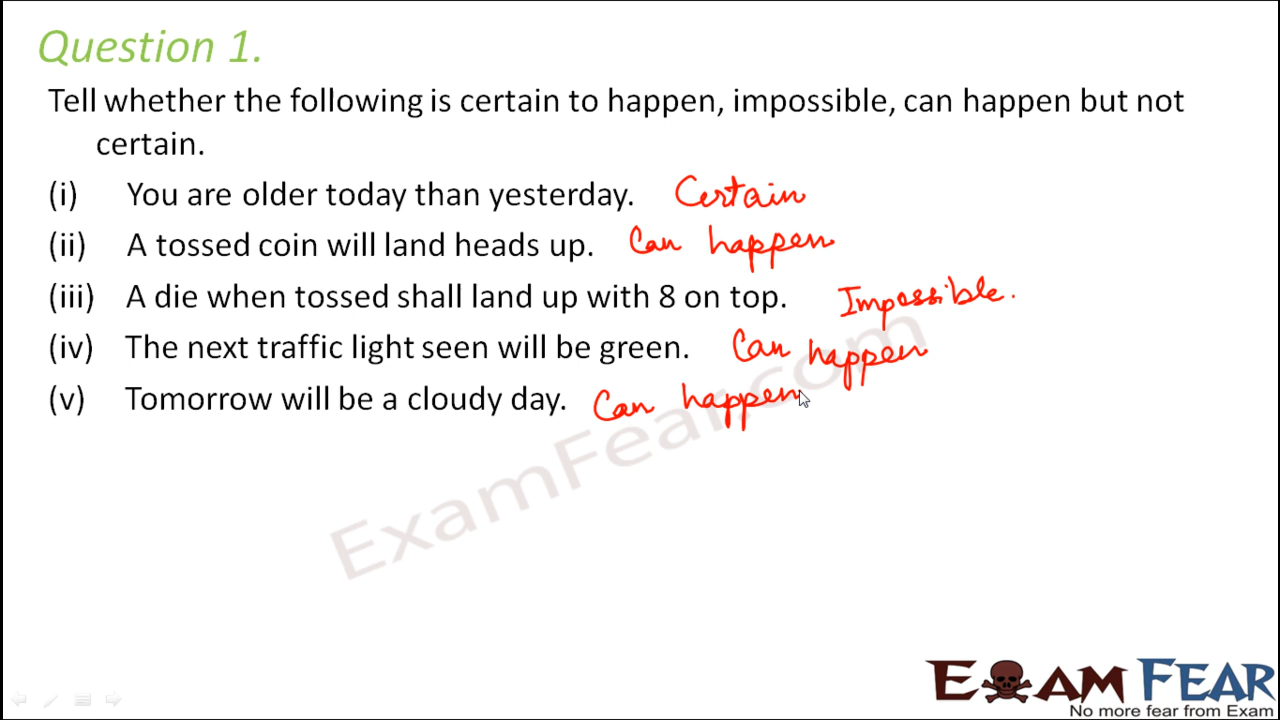 Question 1.
Tell whether the following is certain to happen, impossible, can happen but not
certain.
(i) You are older today than yesterday. Certain
(ii) A tossed coin will land heads up. Can happen
(iii) A die when tossed shall land up with 8 on top. Impossible.
(iv) The next traffic light seen will be green. Can happen
(v) Tomorrow will be a cloudy day. Can happen
ExamFear.com
EXAM FEAR
No more fear from Exam